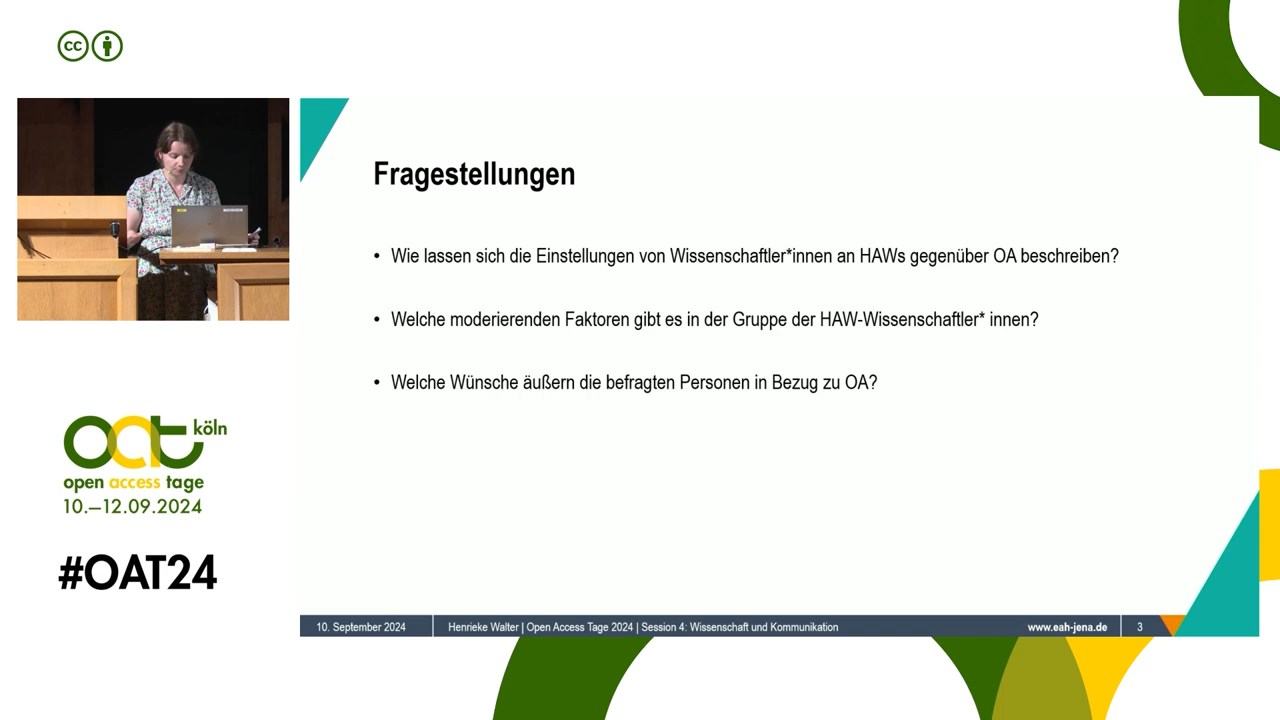 cc
Fragestellungen
• Wie lassen sich die Einstellungen von Wissenschaftler*innen an HAWs gegenüber OA beschreiben?
• Welche moderierenden Faktoren gibt es in der Gruppe der HAW-Wissenschaftler* innen?
• Welche Wünsche äußern die befragten Personen in Bezug zu OA?
oat köln
open access tage
10.–12.09.2024
#OAT24
10. September 2024
Henrieke Walter | Open Access Tage 2024 | Session 4: Wissenschaft und Kommunikation
www.eah-jena.de
3